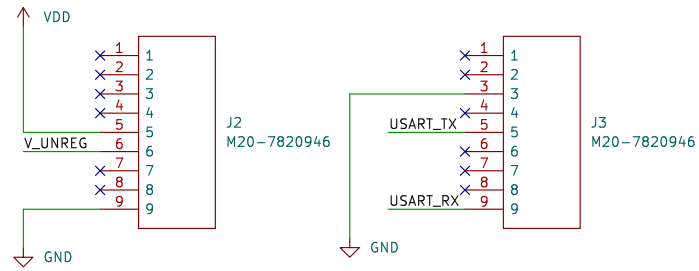 VDD
1 1
2 2
3 3
4 4
5 5
V_UNREG 6 6
7 7
8 8
9 9
GND
J2
M20-7820946
1 1
2 2
3 3
4 4
USART_TX 5 5
6 6
7 7
8 8
USART_RX 9 9
GND
J3
M20-7820946